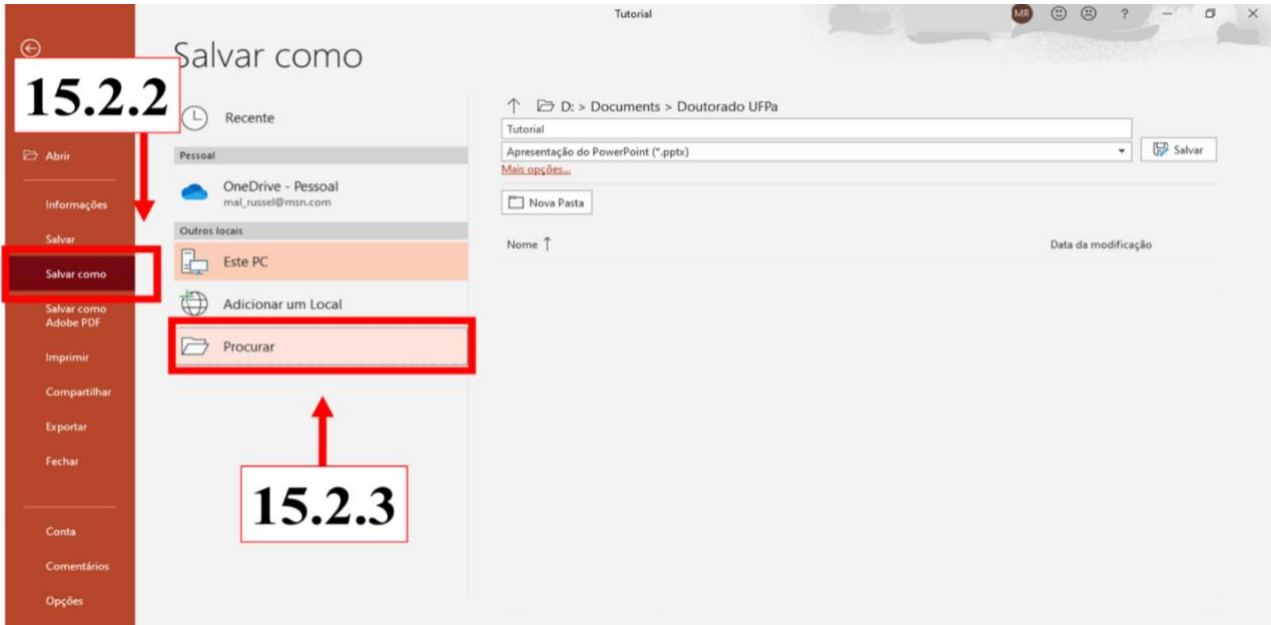 Tutorial
MR
?
Salvar como
15.2.2
Recente
Abrir
Pessoal
OneDrive - Pessoal
mal_russel@msn.com
Informações
Outros locais
Salvar
Este PC
Salvar como
Adicionar um Local
Salvar como
Adobe PDF
Procurar
Imprimir
Compartilhar
Exportar
Fechar
15.2.3
Conta
Comentários
Opções
D: > Documents > Doutorado UFPa
Tutorial
Apresentação do PowerPoint (*.pptx)
Salvar
Mais opções...
Nova Pasta
Nome ↑
Data da modificação